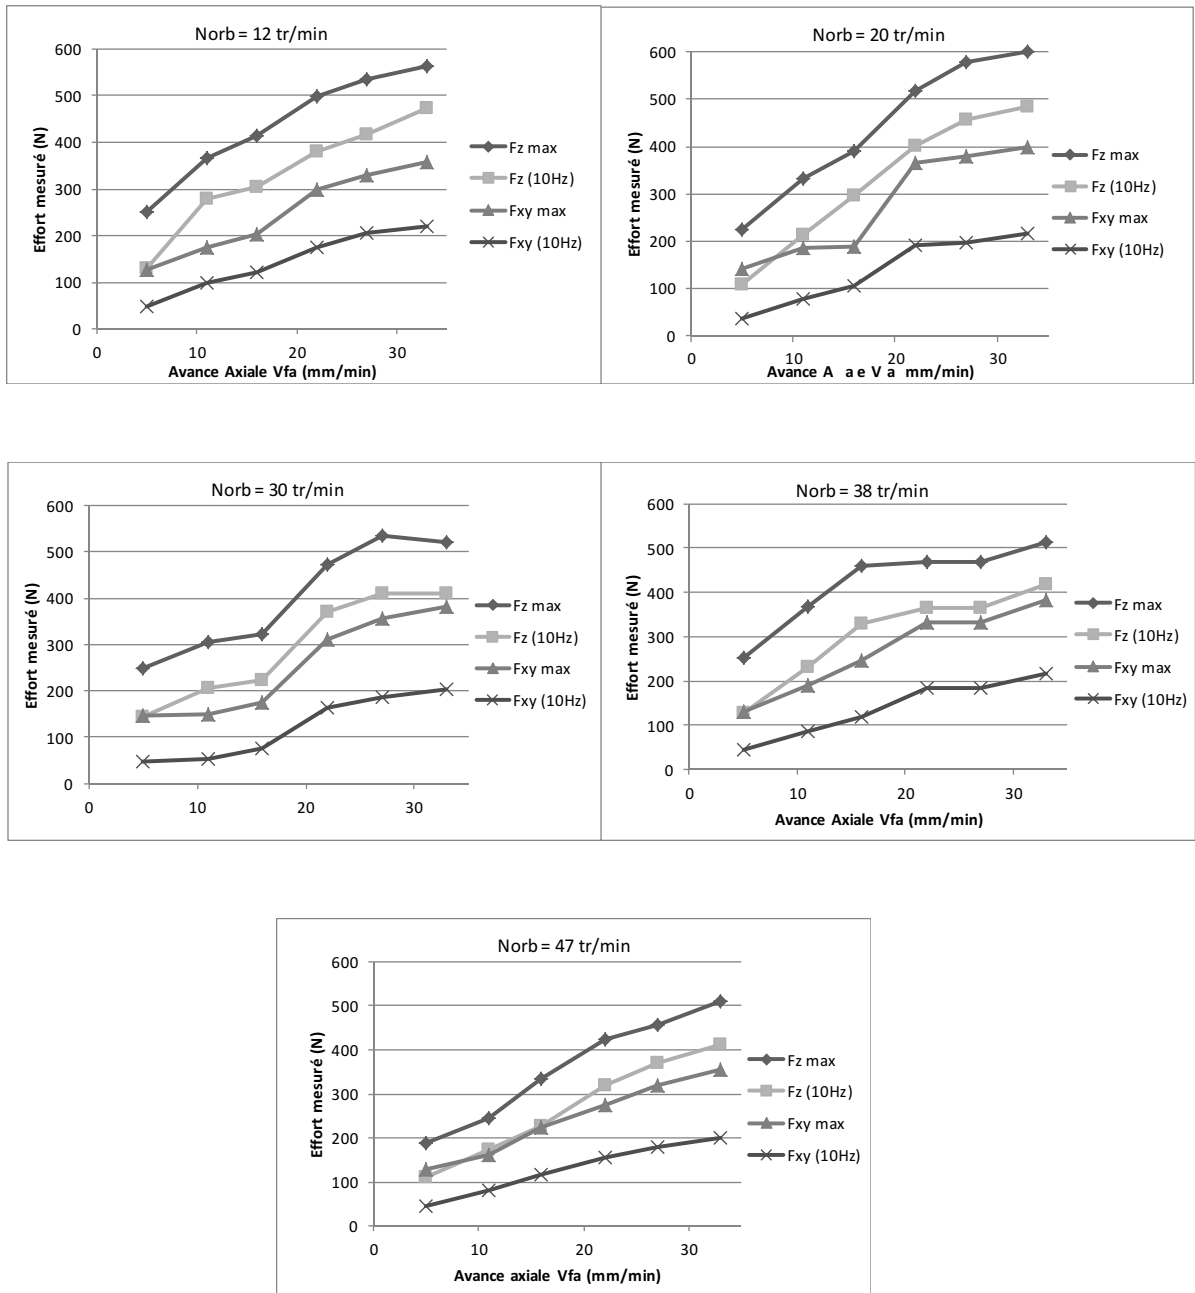 Norb = 12 tr/min
600
500
400
300
200
100
0
0 10 20 30
Effort mesuré (N)
Avance Axiale Vfa (mm/min)
Fz max
Fz (10Hz)
Fxy max
Fxy (10Hz)
Norb = 20 tr/min
600
500
400
300
200
100
0
0 10 20 30
Effort mesuré (N)
Avance A a e V a mm/min)
Fz max
Fz (10Hz)
Fxy max
Fxy (10Hz)
Norb = 30 tr/min
600
500
400
300
200
100
0
0 10 20 30
Effort mesuré (N)
Fz max
Fz (10Hz)
Fxy max
Fxy (10Hz)
Norb = 38 tr/min
600
500
400
300
200
100
0
0 10 20 30
Effort mesuré (N)
Avance Axiale Vfa (mm/min)
Fz max
Fz (10Hz)
Fxy max
Fxy (10Hz)
Norb = 47 tr/min
600
500
400
300
200
100
0
0 10 20 30
Effort mesuré (N)
Avance axiale Vfa (mm/min)
Fz max
Fz (10Hz)
Fxy max
Fxy (10Hz)